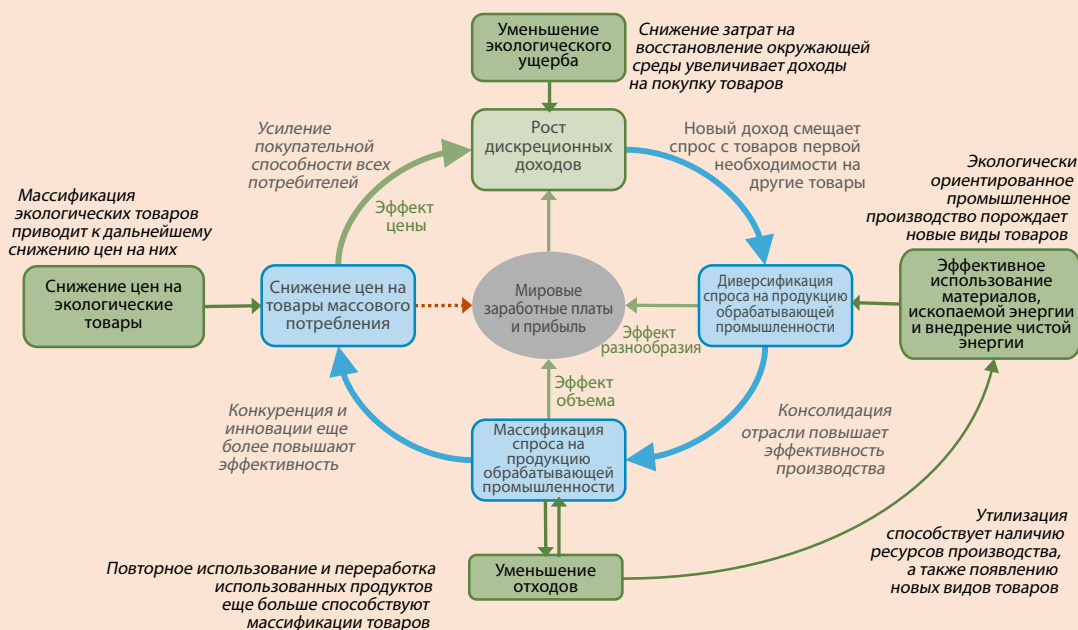 Уменьшение
экологического
ущерба
Снижение затрат на
восстановление окружающей
среды увеличивает доходы
на покупку товаров
Усиление
покупательной
способности всех
потребителей
Рост
дискреционных
доходов
Новый доход смещает
спрос с товаров первой
необходимости на
другие товары
Экологически
ориентированное
промышленное
производство порождает
новые виды товаров
Массификация
экологических товаров
приводит к дальнейшему
снижению цен на них
Эффект
цены
Снижение цен на
экологические
товары
Снижение цен на
товары массового
потребления
Мировые
заработные платы
и прибыль
Диверсификация
спроса на продукцию
обрабатывающей
промышленности
Эффективное
использование
материалов,
ископаемой энергии
и внедрение чистой
энергии
Эффект
разнообразия
Эффект
объема
Конкуренция и
инновации еще
более повышают
эффективность
Массификация
спроса на
продукцию
обрабатывающей
промышленности
Консолидация
отрасли повышает
эффективность
производства
Повторное использование и переработка
использованных продуктов
еще больше способствуют
массификации товаров
Уменьшение
отходов
Утилизация
способствует наличию
ресурсов производства,
а также появлению
новых видов товаров